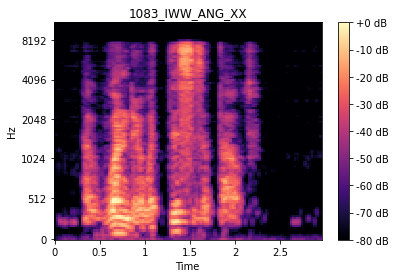 1083_IWW_ANG_XX
+0 dB
8192
-10 dB
4096
-20 dB
-30 dB
Hz
2048
-40 dB
1024
-50 dB
512
-60 dB
-70 dB
0
-80 dB
0 0.5 1 1.5 2 2.5
Time